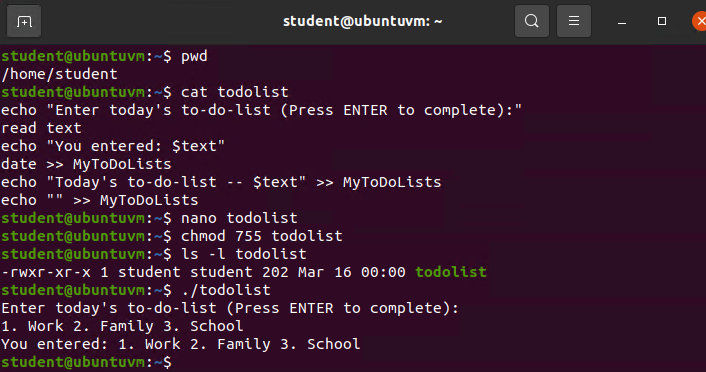 student@ubuntuvm: ~
student@ubuntuvm:~$ pwd
/home/student
student@ubuntuvm:~$ cat todolist
echo "Enter today's to-do-list (Press ENTER to complete):"
read text
echo "You entered: $text"
date >> MyToDoLists
echo "Today's to-do-list -- $text" >> MyToDoLists
echo "" >> MyToDoLists
student@ubuntuvm:~$ nano todolist
student@ubuntuvm:~$ chmod 755 todolist
student@ubuntuvm:~$ ls -l todolist
-rwxr-xr-x 1 student student 202 Mar 16 00:00 todolist
student@ubuntuvm:~$ ./todolist
Enter today's to-do-list (Press ENTER to complete):
1. Work 2. Family 3. School
You entered: 1. Work 2. Family 3. School
student@ubuntuvm:~$